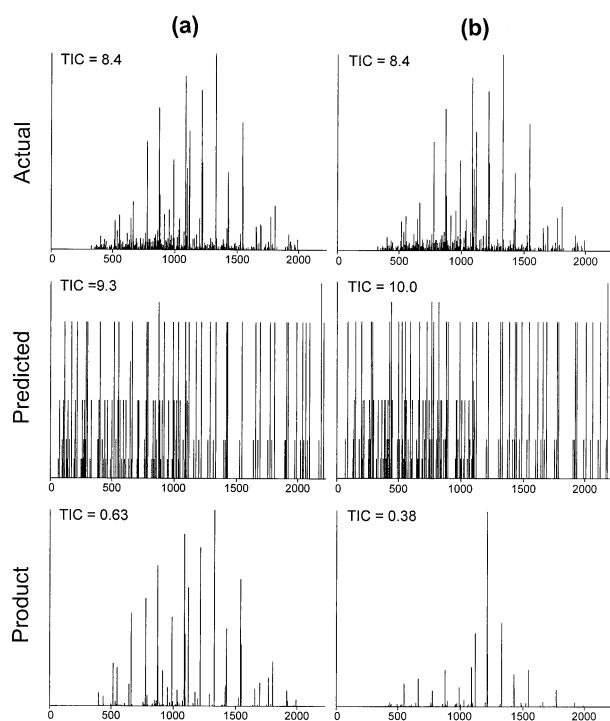 (a) (b)
Actual
TIC = 8.4 TIC = 8.4
0 500 1000 1500 2000 0 500 1000 1500 2000
Predicted
TIC =9.3 TIC = 10.0
0 500 1000 1500 2000 0 500 1000 1500 2000
Product
TIC = 0.63 TIC = 0.38
0 500 1000 1500 2000 0 500 1000 1500 2000